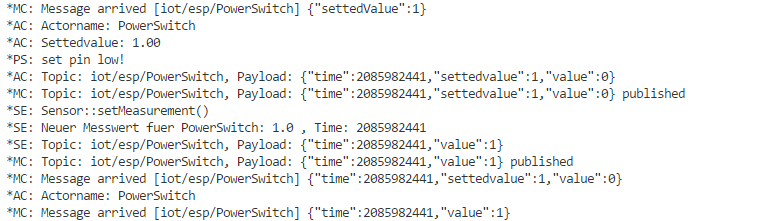 *MC: Message arrived [iot/esp/PowerSwitch] {"settedValue":1}
*AC: Actorname: PowerSwitch
*AC: Settedvalue: 1.00
*PS: set pin low!
*AC: Topic: iot/esp/PowerSwitch, Payload: {"time":2085982441,"settedvalue":1,"value":0}
*MC: Topic: iot/esp/PowerSwitch, Payload: {"time":2085982441,"settedvalue":1,"value":0} published
*SE: Sensor::setMeasurement()
*SE: Neuer Messwert fuer PowerSwitch: 1.0 , Time: 2085982441
*SE: Topic: iot/esp/PowerSwitch, Payload: {"time":2085982441,"value":1}
*MC: Topic: iot/esp/PowerSwitch, Payload: {"time":2085982441,"value":1} published
*MC: Message arrived [iot/esp/PowerSwitch] {"time":2085982441,"settedvalue":1,"value":0}
*AC: Actorname: PowerSwitch
*MC: Message arrived [iot/esp/PowerSwitch] {"time":2085982441,"value":1}